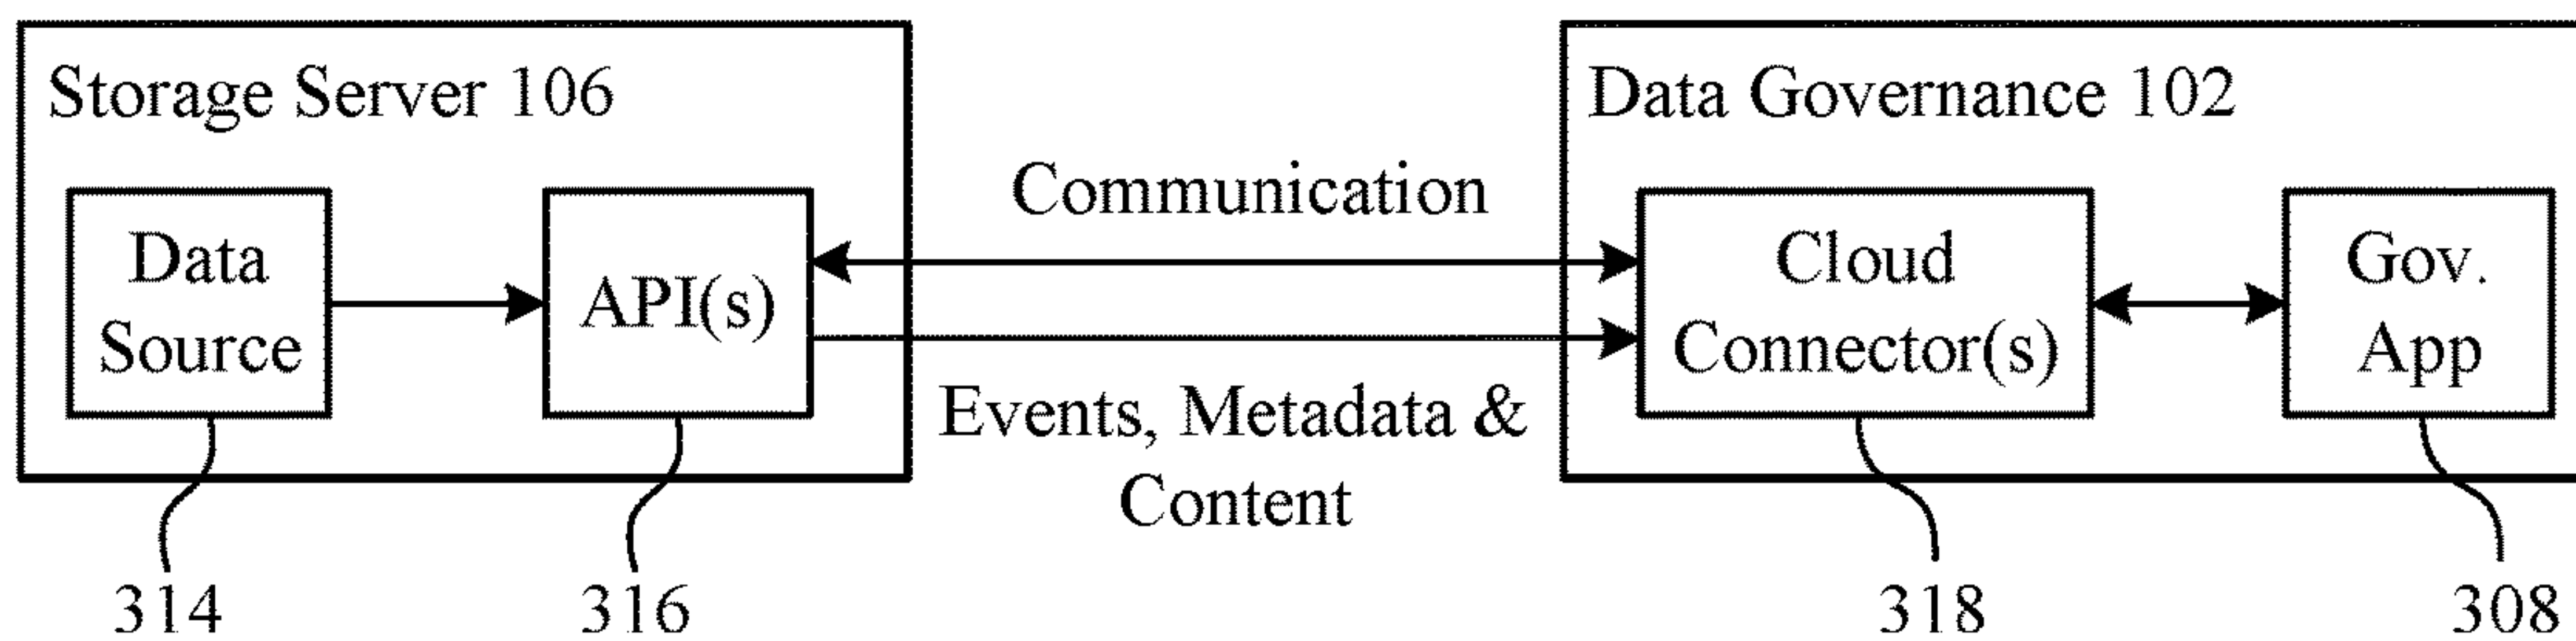 Storage Server 106
Data Governance 102
Data
Source
API(s)
Communication
Events, Metadata &
Content
Cloud
Connector(s)
Gov.
App
314
316
318
308